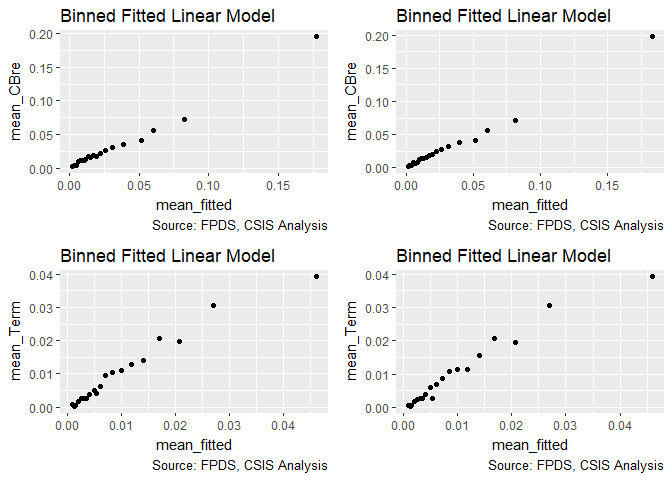 Binned Fitted Linear Model
mean_CBre
0.20
0.15
0.10
0.05
0.00
0.00 0.05 0.10 0.15
mean_fitted
Source: FPDS, CSIS Analysis
Binned Fitted Linear Model
mean_CBre
0.20
0.15
0.10
0.05
0.00
0.00 0.05 0.10 0.15
mean_fitted
Source: FPDS, CSIS Analysis
Binned Fitted Linear Model
mean_Term
0.04
0.03
0.02
0.01
0.00
0.00 0.01 0.02 0.03 0.04
mean_fitted
Source: FPDS, CSIS Analysis
Binned Fitted Linear Model
mean_Term
0.04
0.03
0.02
0.01
0.00
0.00 0.01 0.02 0.03 0.04
mean_fitted
Source: FPDS, CSIS Analysis